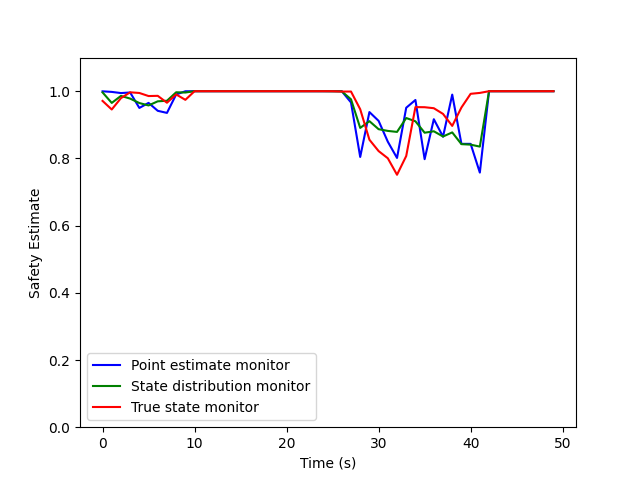 1.0
0.8
0.6
0.4
0.2
0.0
Safety Estimate
Point estimate monitor
State distribution monitor
True state monitor
0 10 20 30 40 50
Time (s)